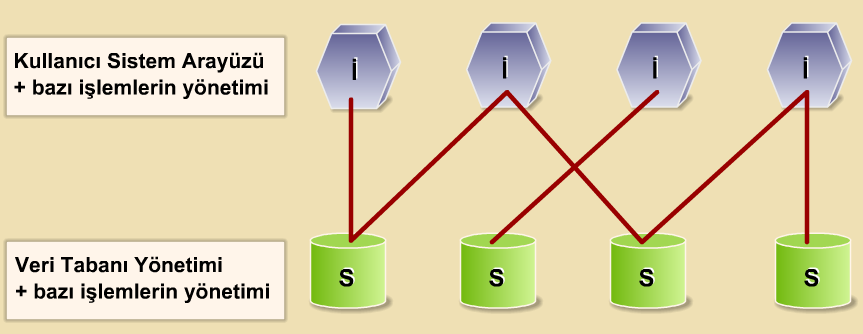 Kullanıcı Sistem Arayüzü
+ bazı işlemlerin yönetimi
İ İ İ İ
Veri Tabanı Yönetimi
+ bazı işlemlerin yönetimi
S S S S